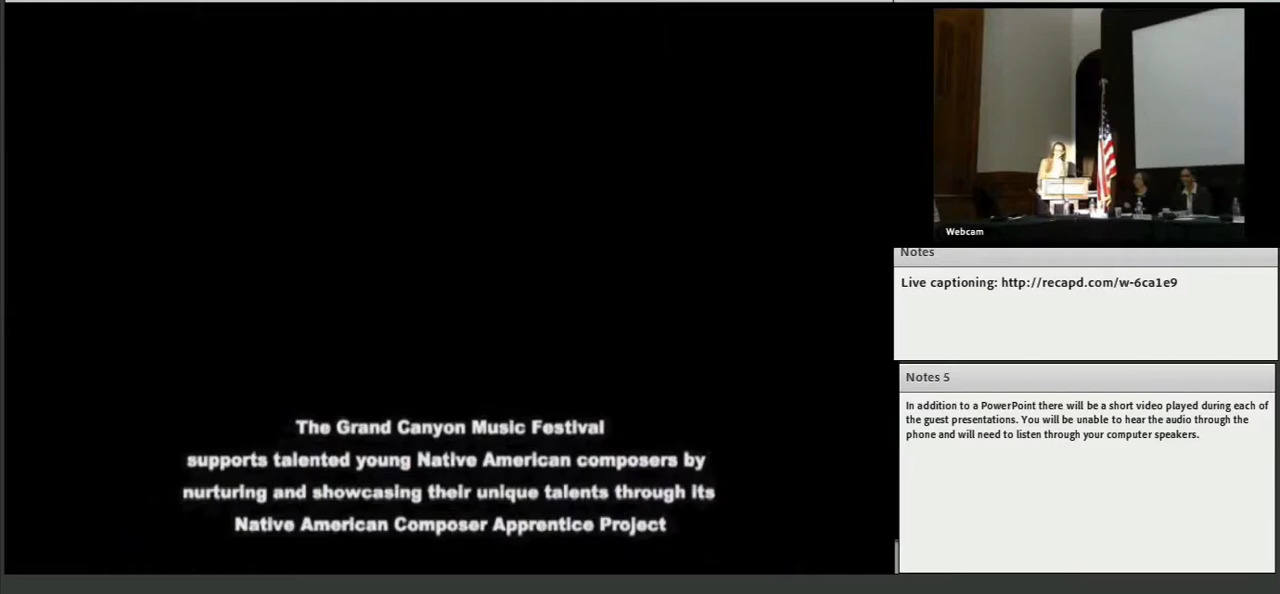 The Grand Canyon Music Festival
supports talented young Native American composers by
nurturing and showcasing their unique talents through its
Native American Composer Apprentice Project
Webcam
Notes
Live captioning: http://recapd.com/w-6ca1e9
Notes 5
In addition to a PowerPoint there will be a short video played during each of
the guest presentations. You will be unable to hear the audio through the
phone and will need to listen through your computer speakers.